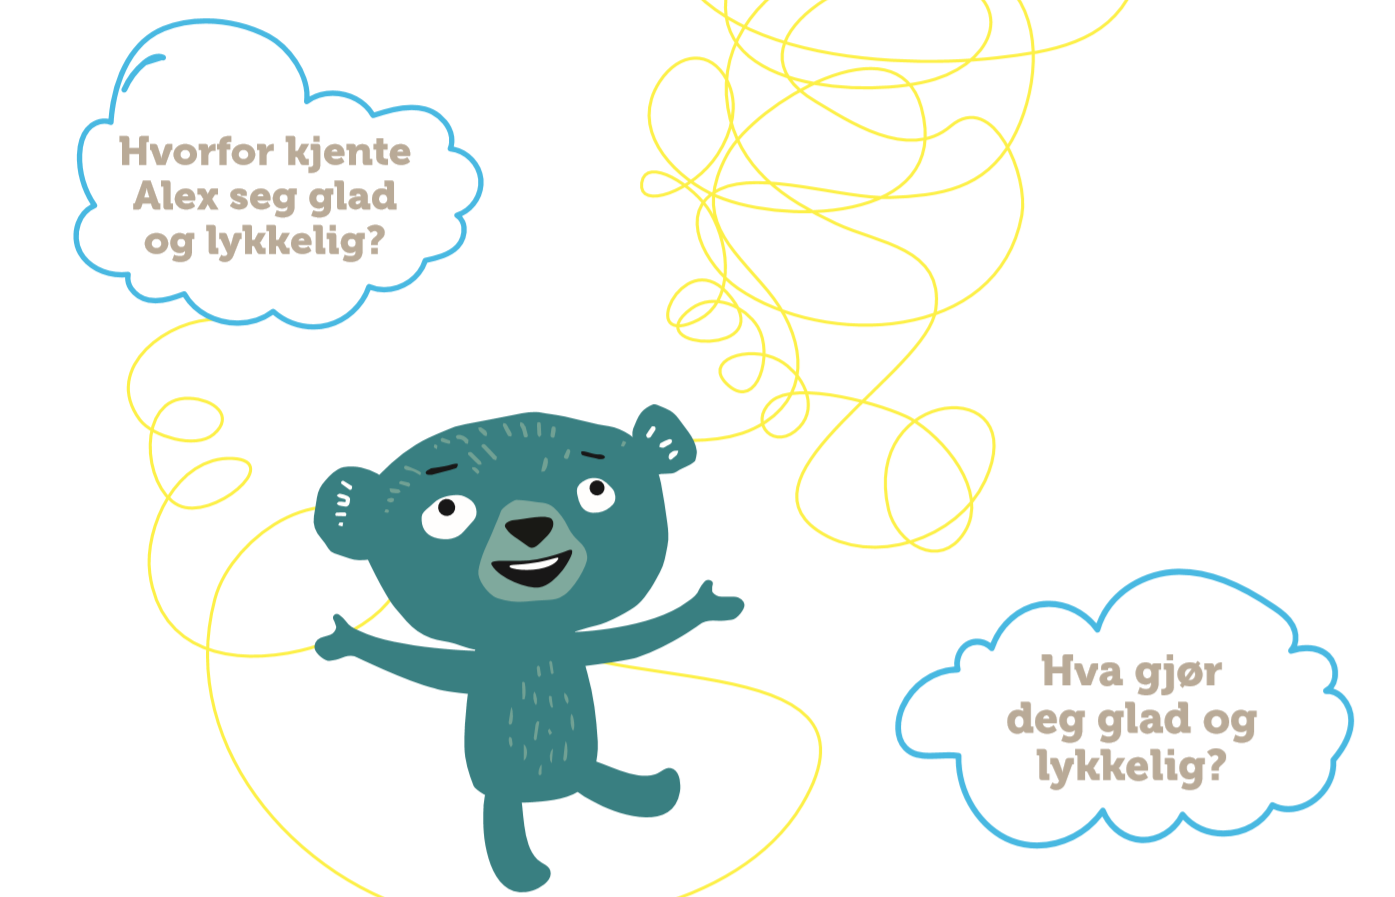 Hvorfor kjente
Alex seg glad
og lykkelig?
Hva gjør
deg glad og
lykkelig?